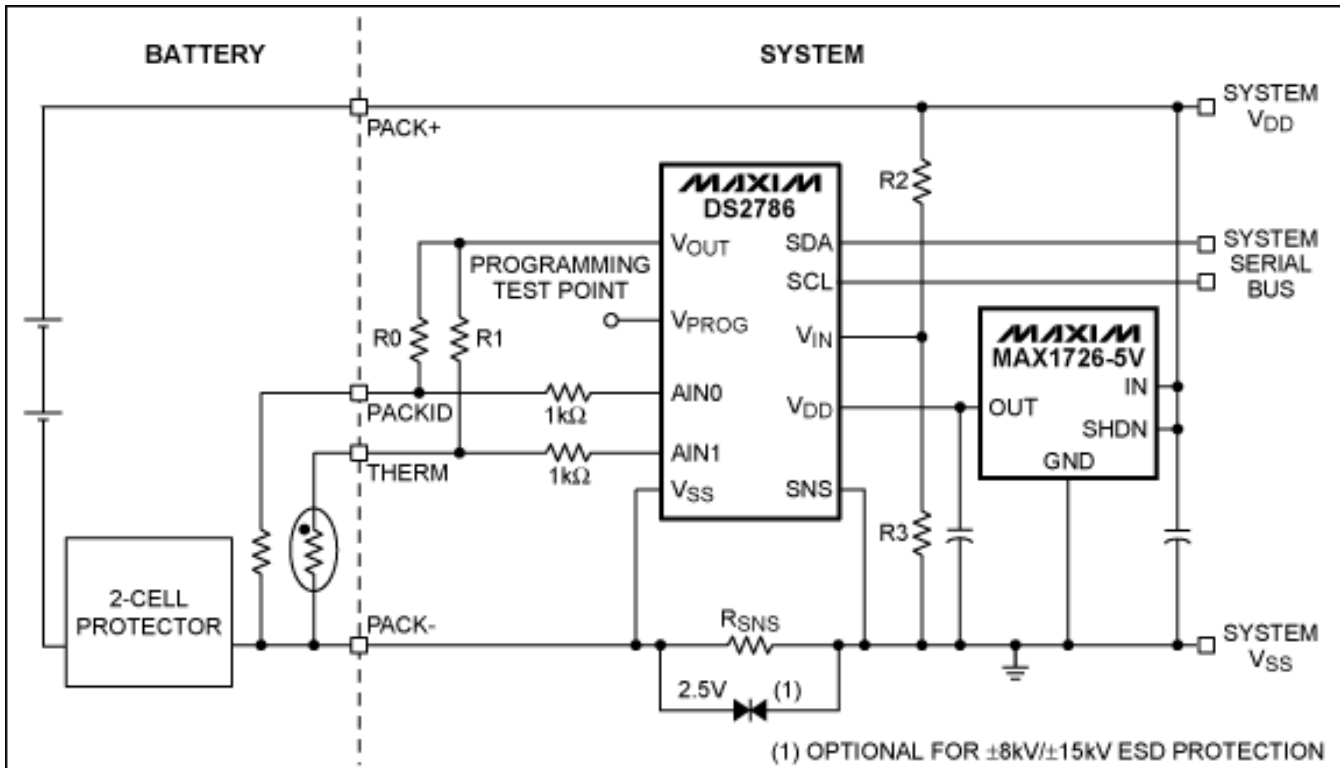 BATTERY
SYSTEM
PACK+
SYSTEM
VDD
MAXIM
DS2786
R2
VOUT
SDA
SYSTEM
SERIAL
BUS
PROGRAMMING
TEST POINT
SCL
VPROG
VIN
R0
R1
MAXIM
MAX1726-5V
IN
PACKID
1kΩ
AIN0
VDD
OUT
SHDN
THERM
1kΩ
AIN1
GND
VSS
SNS
R3
2-CELL
PROTECTOR
PACK-
RSNS
SYSTEM
VSS
2.5V
(1)
(1) OPTIONAL FOR ±8kV/±15kV ESD PROTECTION